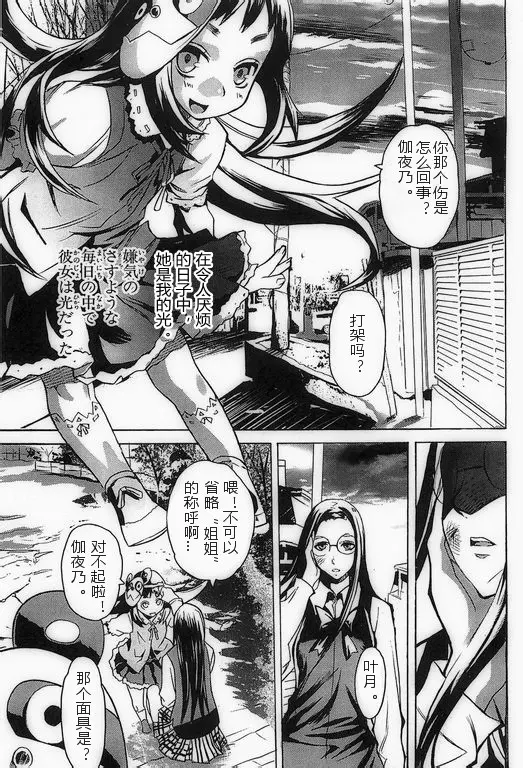 你那个伤是
怎么回事？
伽夜乃。
打架吗？
在令人厌烦
的日子中，
她是我的光。
嫌気の
さすような
毎日の中で
彼女は光だった
叶月。
喂！不可以
省略“姐姐”
的称呼啊…
对不起啦！
伽夜乃。
那个面具是？